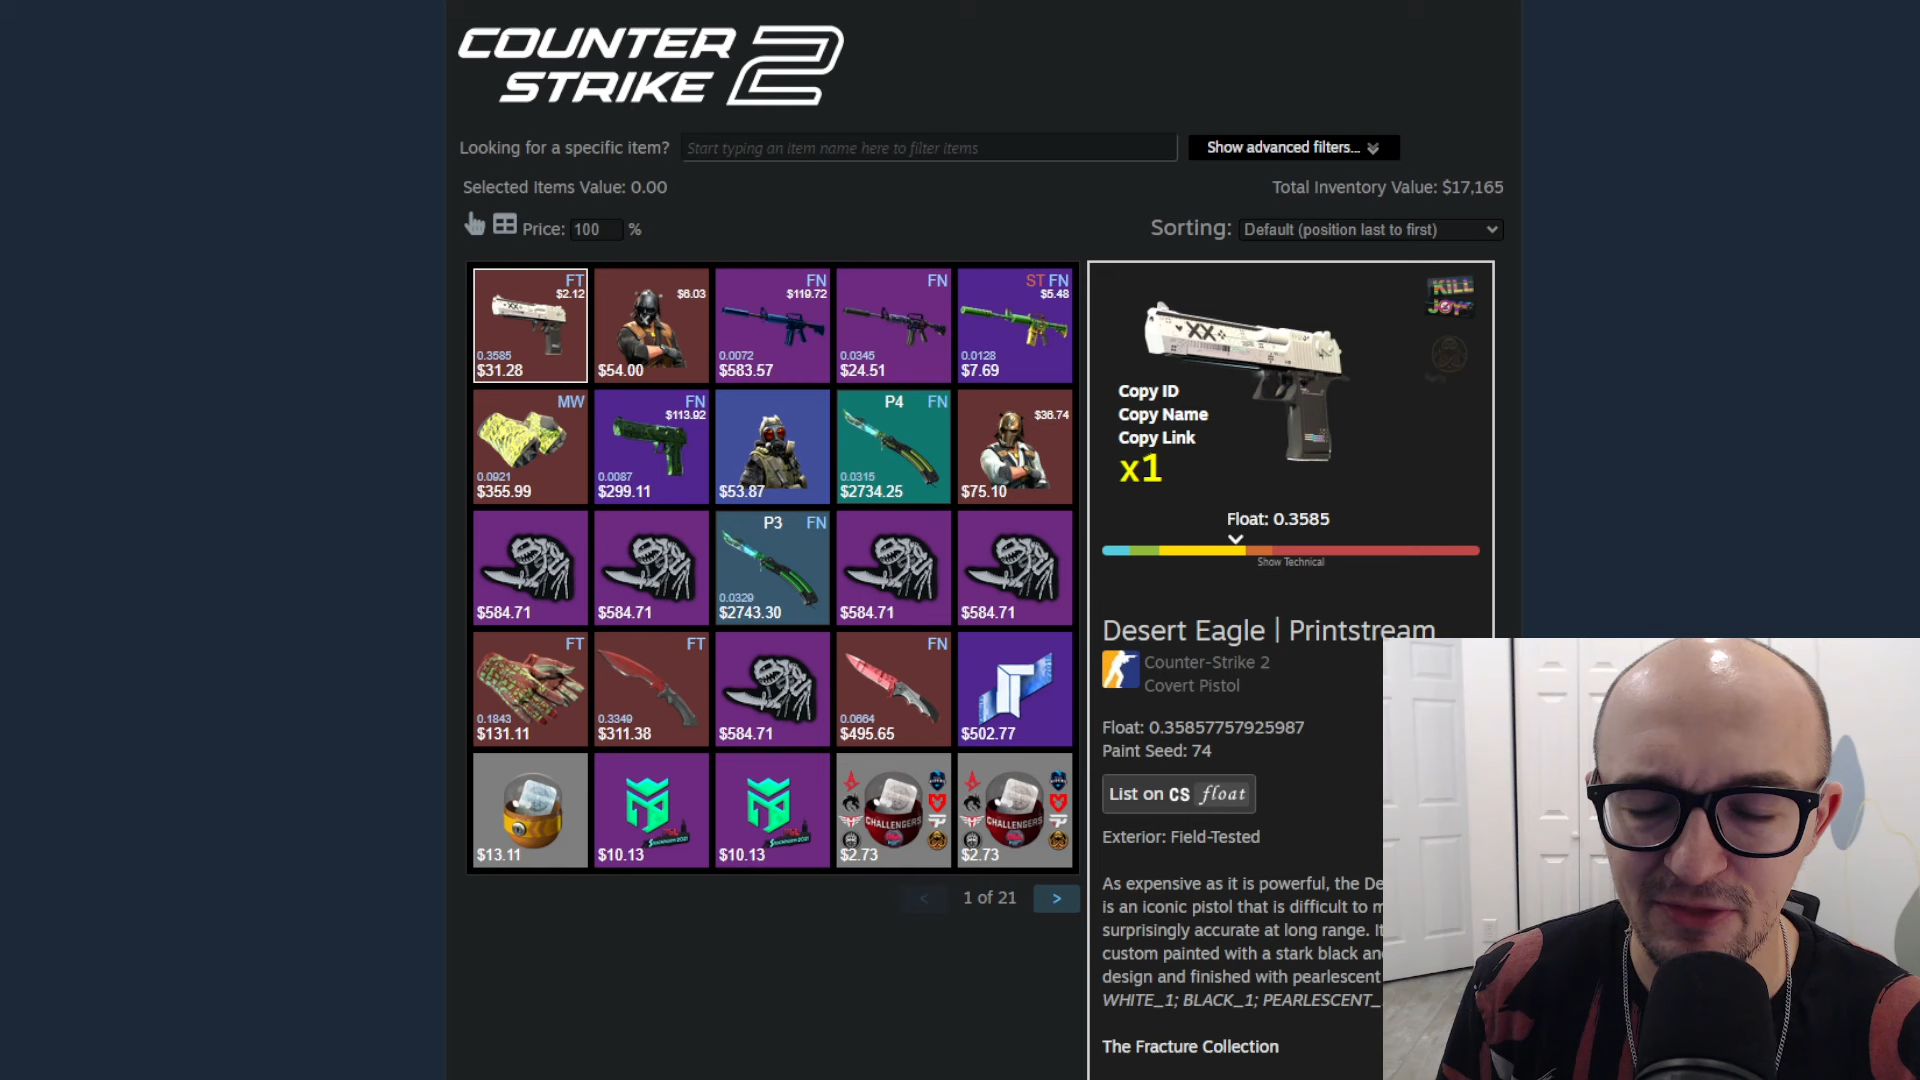 COUNTER
STRIKE 2
Looking for a specific item?
Start typing an item name here to filter items
Show advanced filters...
Selected Items Value: 0.00
Total Inventory Value: $17,165
Price: 100 %
Sorting: Default (position last to first)
FT
$2.12
0.3585
$31.28
$6.03
$54.00
FN
$119.72
0.0072
$583.57
FN
0.0345
$24.51
ST FN
$5.48
0.0128
$7.69
MW
0.0921
$355.99
FN
$113.92
0.0087
$299.11
$53.87
P4 FN
0.0315
$2734.25
$36.74
$75.10
$584.71
$584.71
P3 FN
0.0329
$2743.30
$584.71
$584.71
FT
0.1843
$131.11
FT
0.3349
$311.38
$584.71
FN
0.0664
$495.65
$502.77
$13.11
$10.13
$10.13
CHALLENGERS
$2.73
CHALLENGERS
$2.73
< 1 of 21 >
KILL
JOY
XX
Copy ID
Copy Name
Copy Link
x1
Float: 0.3585
Show Technical
Desert Eagle | Printstream
Counter-Strike 2
Covert Pistol
Float: 0.35857757925987
Paint Seed: 74
List on CS float
Exterior: Field-Tested
As expensive as it is powerful, the De
is an iconic pistol that is difficult to m
surprisingly accurate at long range. It
custom painted with a stark black an
design and finished with pearlescent
WHITE_1; BLACK_1; PEARLESCENT_
The Fracture Collection